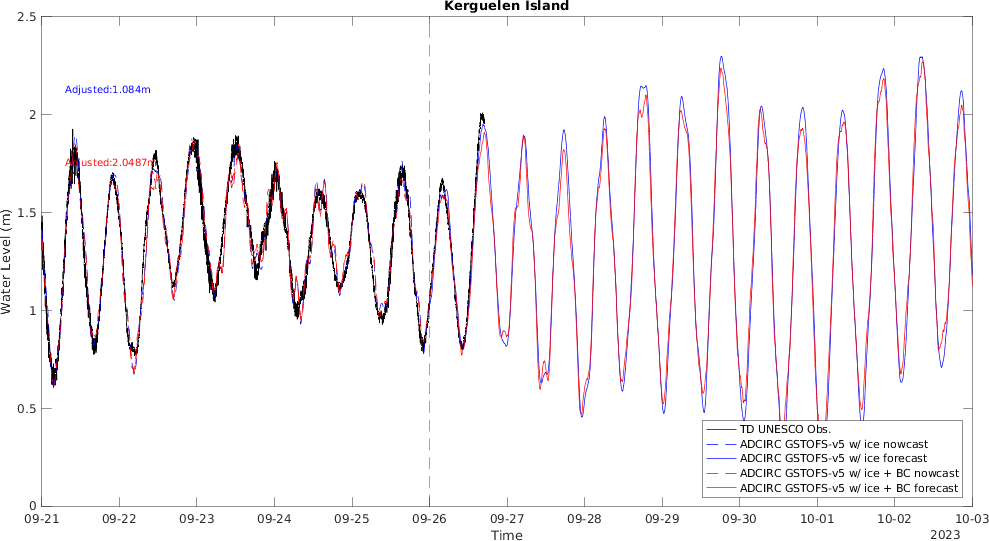 Kerguelen Island
2.5
2
1.5
1
0.5
0
Water Level (m)
Adjusted:1.084m
Adjusted:2.0487m
TD UNESCO Obs.
ADCIRC GSTOFS-v5 w/ ice nowcast
ADCIRC GSTOFS-v5 w/ ice forecast
ADCIRC GSTOFS-v5 w/ ice + BC nowcast
ADCIRC GSTOFS-v5 w/ ice + BC forecast
09-21 09-22 09-23 09-24 09-25 09-26 09-27 09-28 09-29 09-30 10-01 10-02 10-03
Time
2023